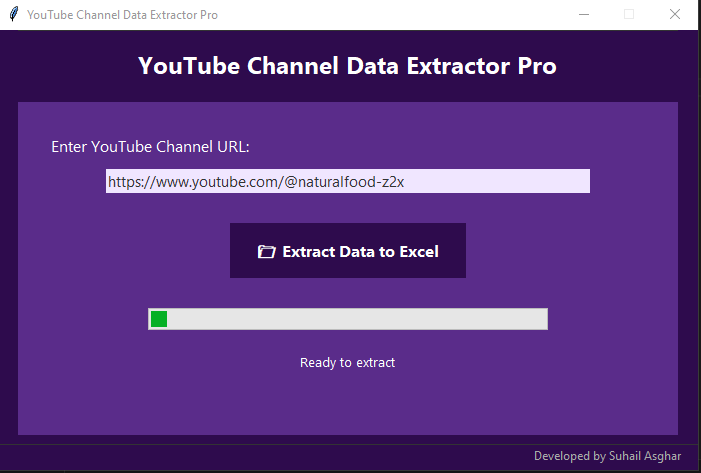 YouTube Channel Data Extractor Pro
YouTube Channel Data Extractor Pro
Enter YouTube Channel URL:
https://www.youtube.com/@naturalfood-z2x
Extract Data to Excel
Ready to extract
Developed by Suhail Asghar